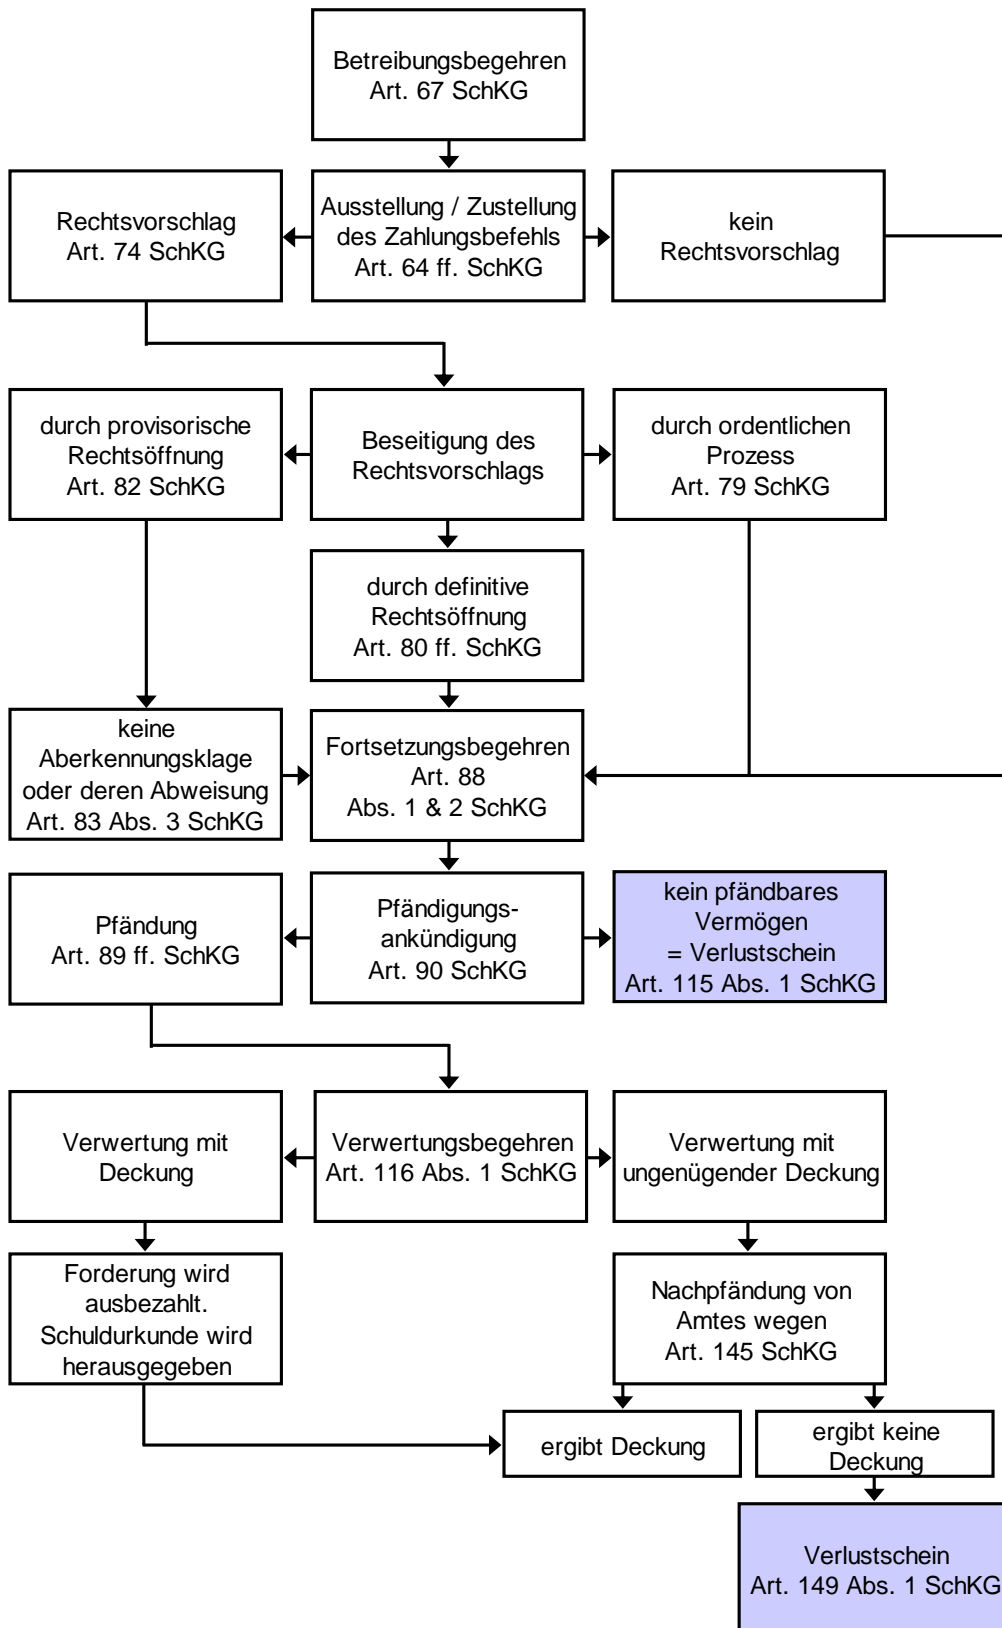 Betreibungsbegehren
Art. 67 SchKG
Rechtsvorschlag
Art. 74 SchKG
Ausstellung / Zustellung
des Zahlungsbefehls
Art. 64 ff. SchKG
kein
Rechtsvorschlag
durch provisorische
Rechtsöffnung
Art. 82 SchKG
Beseitigung des
Rechtsvorschlags
durch ordentlichen
Prozess
Art. 79 SchKG
durch definitive
Rechtsöffnung
Art. 80 ff. SchKG
keine
Aberkennungsklage
oder deren Abweisung
Art. 83 Abs. 3 SchKG
Fortsetzungsbegehren
Art. 88
Abs. 1 & 2 SchKG
Pfändung
Art. 89 ff. SchKG
Pfändigungs-
ankündigung
Art. 90 SchKG
kein pfändbares
Vermögen
= Verlustschein
Art. 115 Abs. 1 SchKG
Verwertung mit
Deckung
Verwertungsbegehren
Art. 116 Abs. 1 SchKG
Verwertung mit
ungenügender Deckung
Forderung wird
ausbezahlt.
Schuldurkunde wird
herausgegeben
Nachpfändung von
Amtes wegen
Art. 145 SchKG
ergibt Deckung
ergibt keine
Deckung
Verlustschein
Art. 149 Abs. 1 SchKG